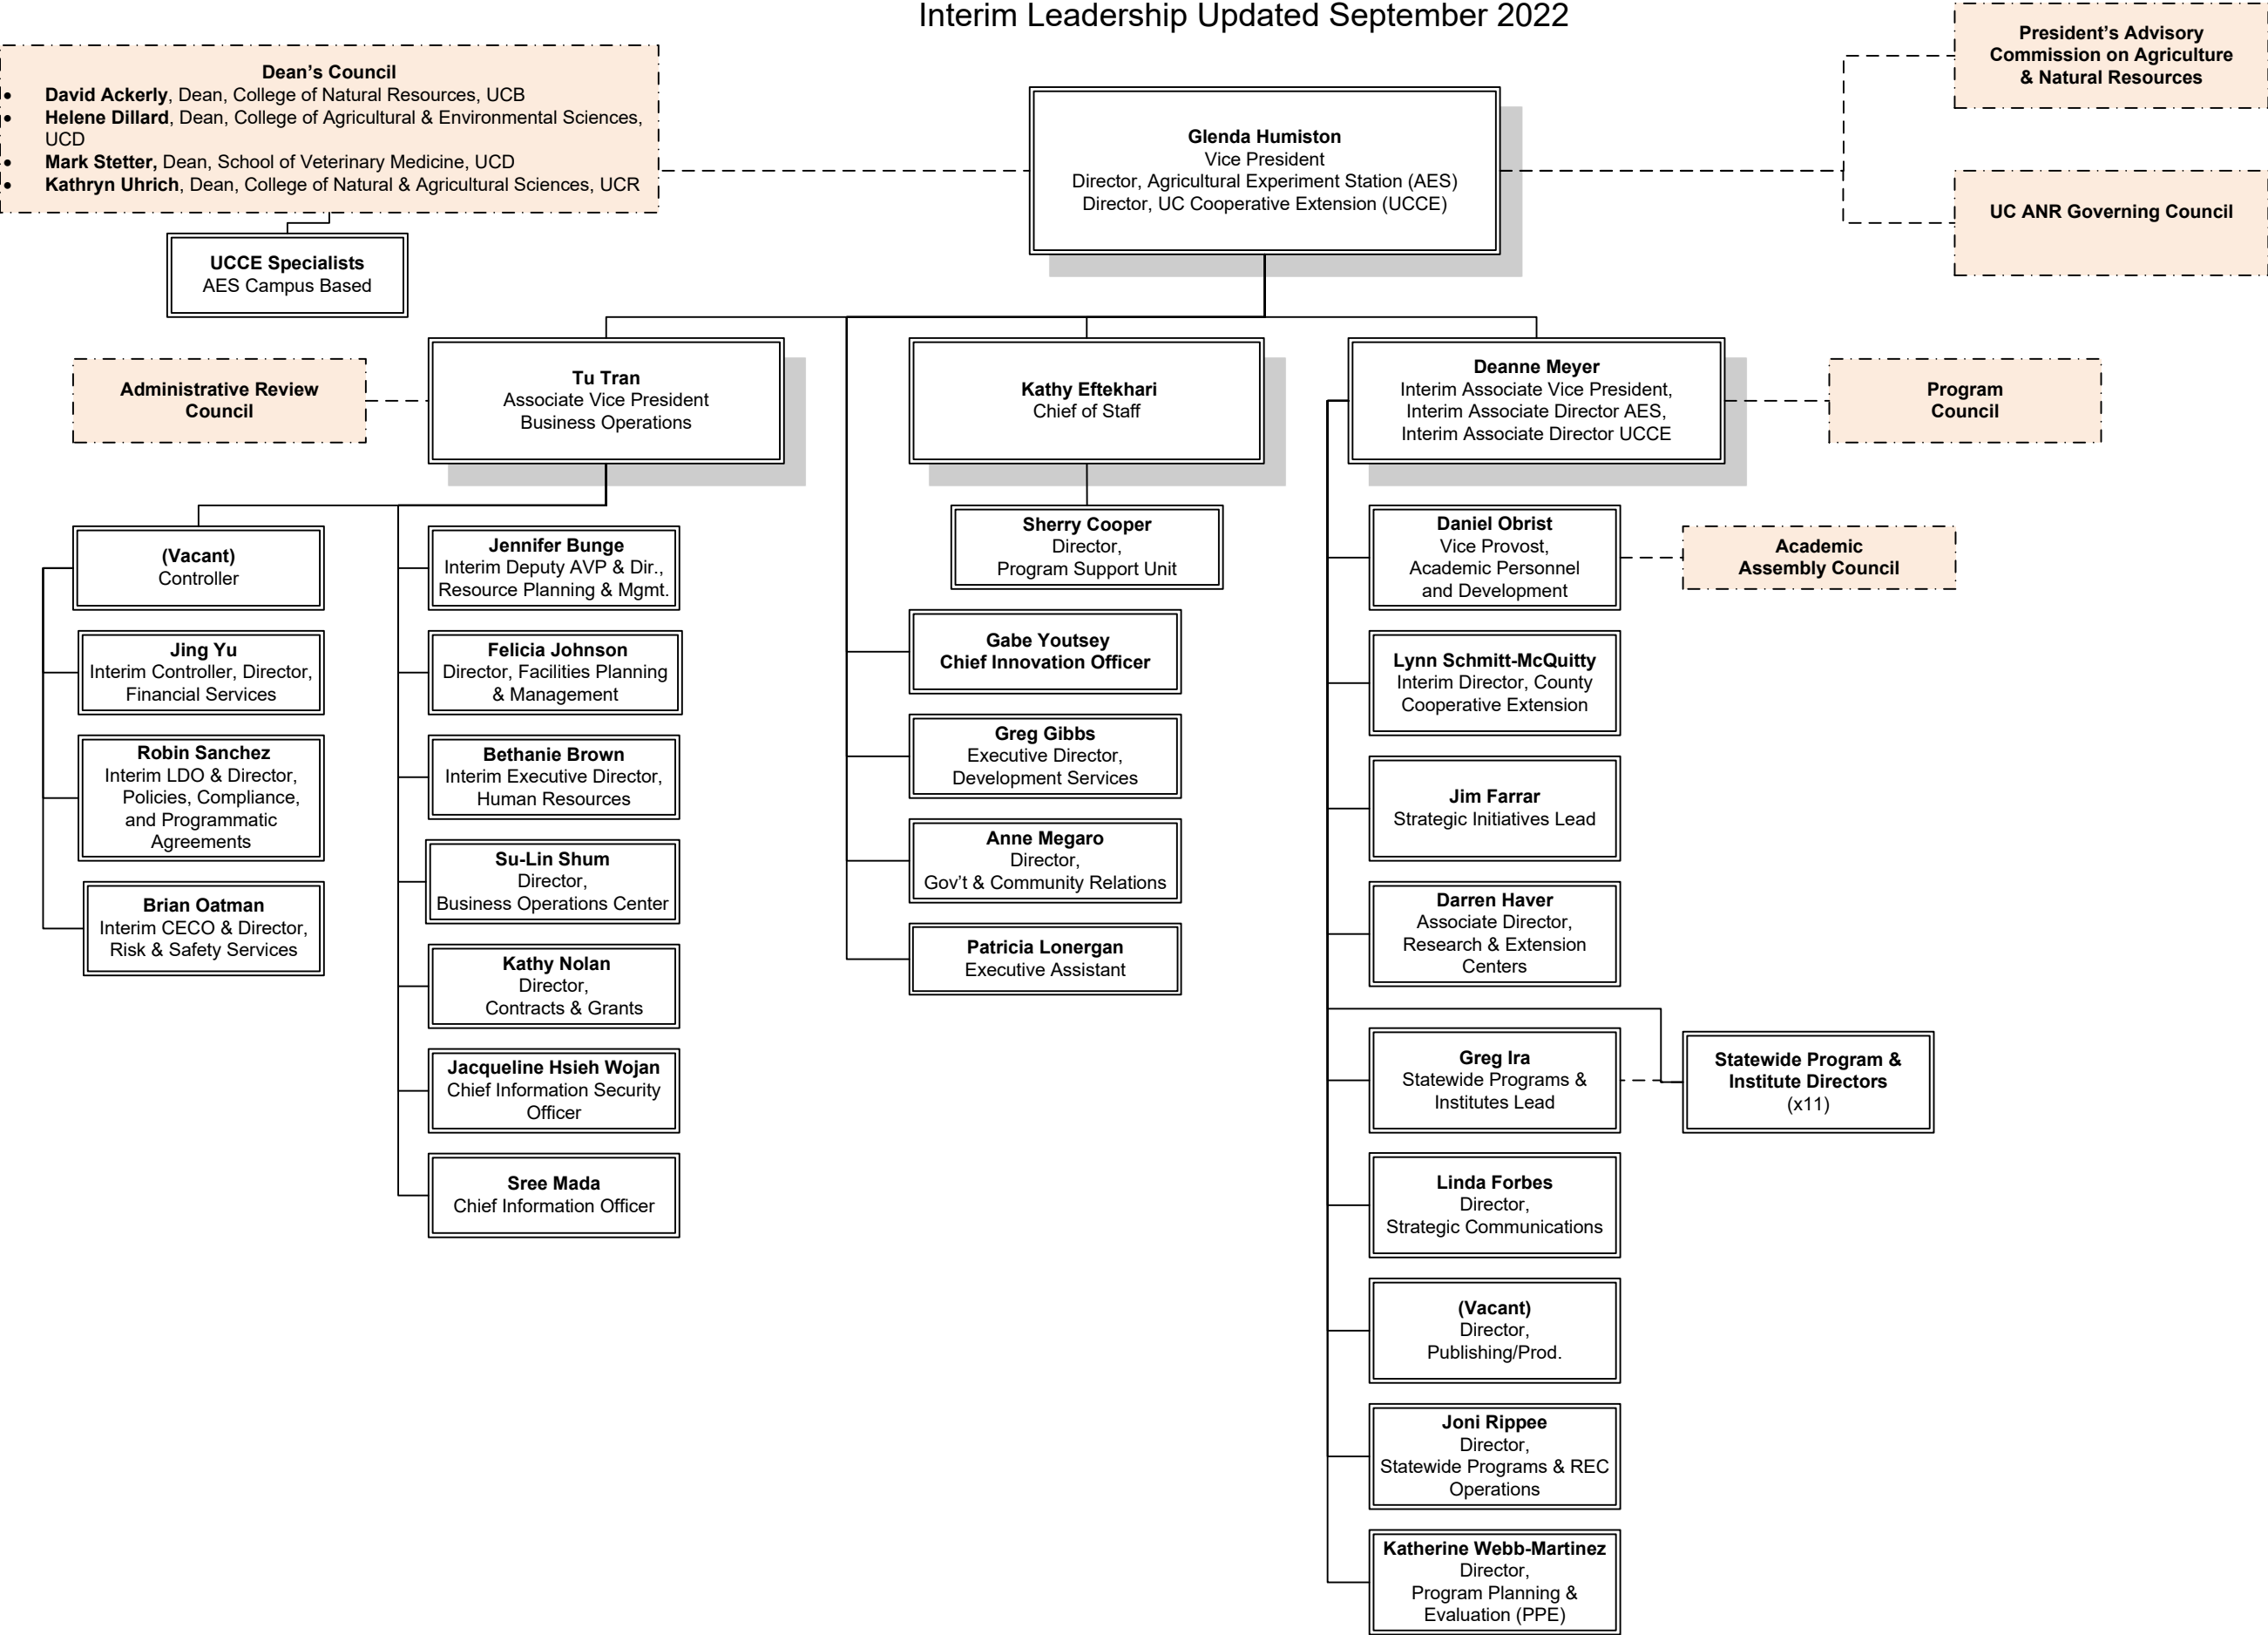 Interim Leadership Updated September 2022
Dean’s Council
• David Ackerly, Dean, College of Natural Resources, UCB
• Helene Dillard, Dean, College of Agricultural & Environmental Sciences,
UCD
• Mark Stetter, Dean, School of Veterinary Medicine, UCD
• Kathryn Uhrich, Dean, College of Natural & Agricultural Sciences, UCR
Glenda Humiston
Vice President
Director, Agricultural Experiment Station (AES)
Director, UC Cooperative Extension (UCCE)
President’s Advisory
Commission on Agriculture
& Natural Resources
UC ANR Governing Council
UCCE Specialists
AES Campus Based
Administrative Review
Council
Tu Tran
Associate Vice President
Business Operations
Kathy Eftekhari
Chief of Staff
Deanne Meyer
Interim Associate Vice President,
Interim Associate Director AES,
Interim Associate Director UCCE
Program
Council
(Vacant)
Controller
Jing Yu
Interim Controller, Director,
Financial Services
Robin Sanchez
Interim LDO & Director,
Policies, Compliance,
and Programmatic
Agreements
Brian Oatman
Interim CECO & Director,
Risk & Safety Services
Jennifer Bunge
Interim Deputy AVP & Dir.,
Resource Planning & Mgmt.
Felicia Johnson
Director, Facilities Planning
& Management
Bethanie Brown
Interim Executive Director,
Human Resources
Su-Lin Shum
Director,
Business Operations Center
Kathy Nolan
Director,
Contracts & Grants
Jacqueline Hsieh Wojan
Chief Information Security
Officer
Sree Mada
Chief Information Officer
Sherry Cooper
Director,
Program Support Unit
Gabe Youtsey
Chief Innovation Officer
Greg Gibbs
Executive Director,
Development Services
Anne Megaro
Director,
Gov’t & Community Relations
Patricia Lonergan
Executive Assistant
Daniel Obrist
Vice Provost,
Academic Personnel
and Development
Academic
Assembly Council
Lynn Schmitt-McQuitty
Interim Director, County
Cooperative Extension
Jim Farrar
Strategic Initiatives Lead
Darren Haver
Associate Director,
Research & Extension
Centers
Greg Ira
Statewide Programs &
Institutes Lead
Statewide Program &
Institute Directors
(x11)
Linda Forbes
Director,
Strategic Communications
(Vacant)
Director,
Publishing/Prod.
Joni Rippee
Director,
Statewide Programs & REC
Operations
Katherine Webb-Martinez
Director,
Program Planning &
Evaluation (PPE)